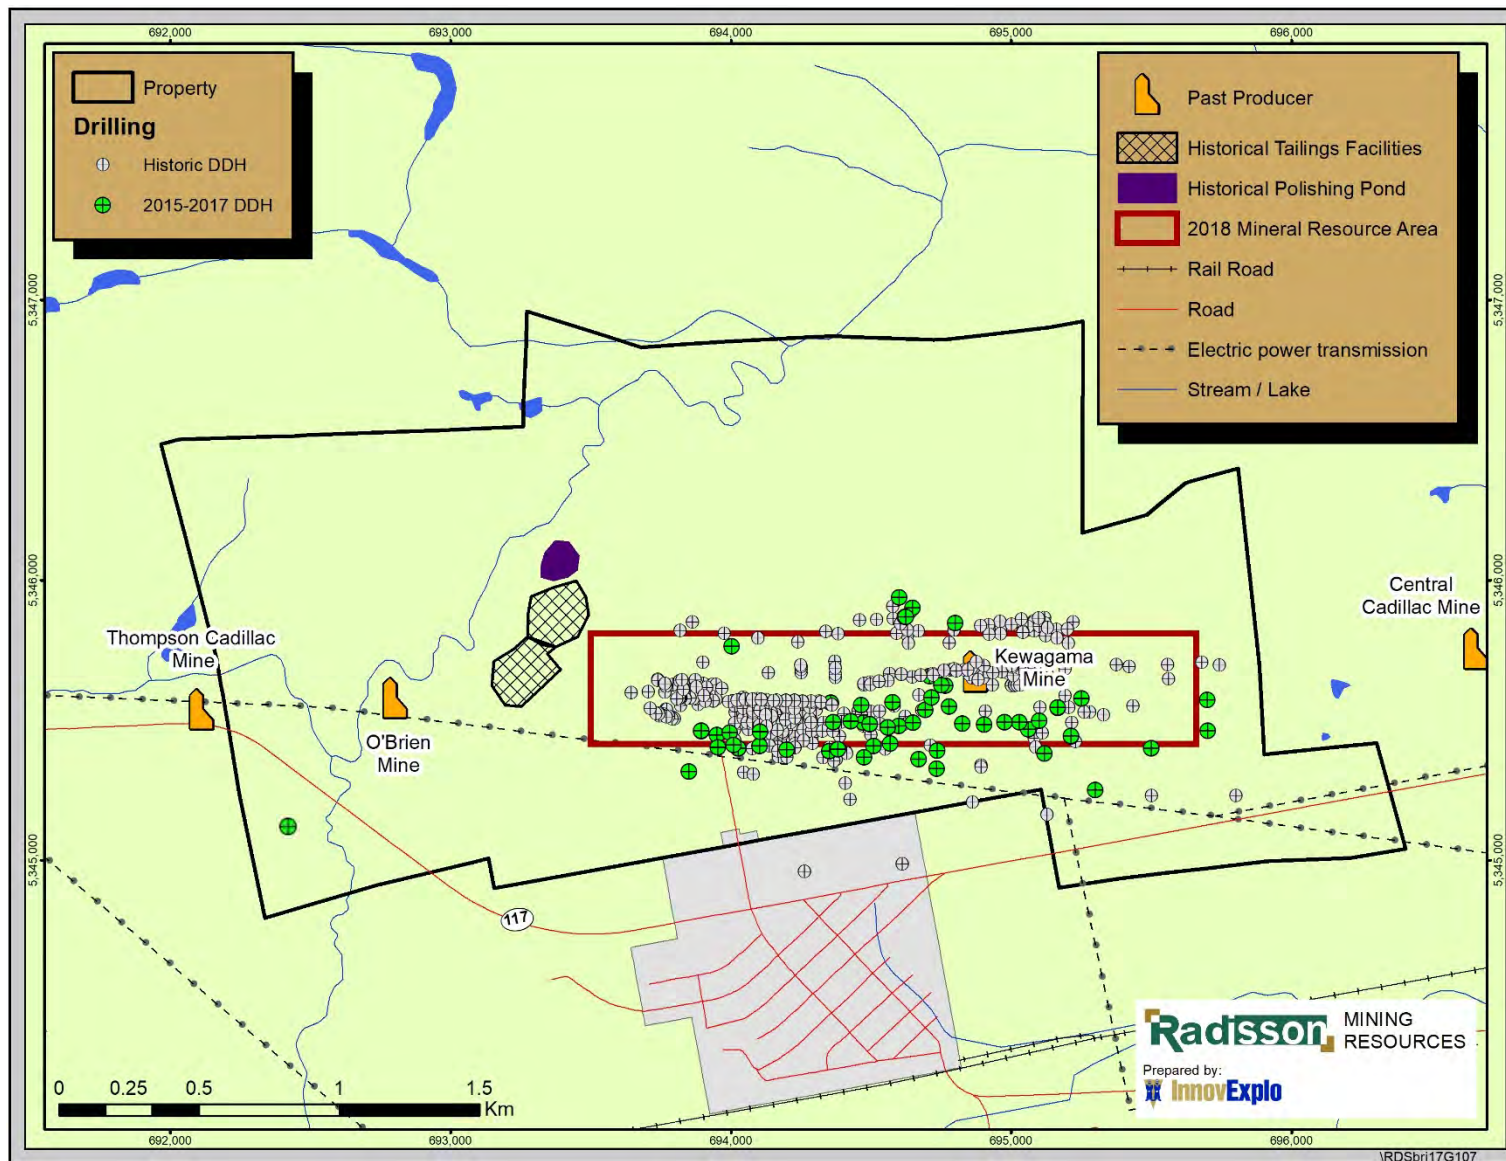 692,000
693,000
694,000
695,000
696,000
Property
Drilling
Historic DDH
2015-2017 DDH
Past Producer
Historical Tailings Facilities
Historical Polishing Pond
2018 Mineral Resource Area
Rail Road
Road
Electric power transmission
Stream / Lake
5,347,000
5,347,000
5,346,000
5,346,000
5,345,000
5,345,000
Central
Cadillac Mine
Thompson Cadillac
Mine
Kewagama
Mine
O'Brien
Mine
117
Radisson MINING
RESOURCES
Prepared by:
InnovExplo
0 0.25 0.5 1 1.5
Km
692,000
693,000
694,000
695,000
696,000
\RDSbri17G107